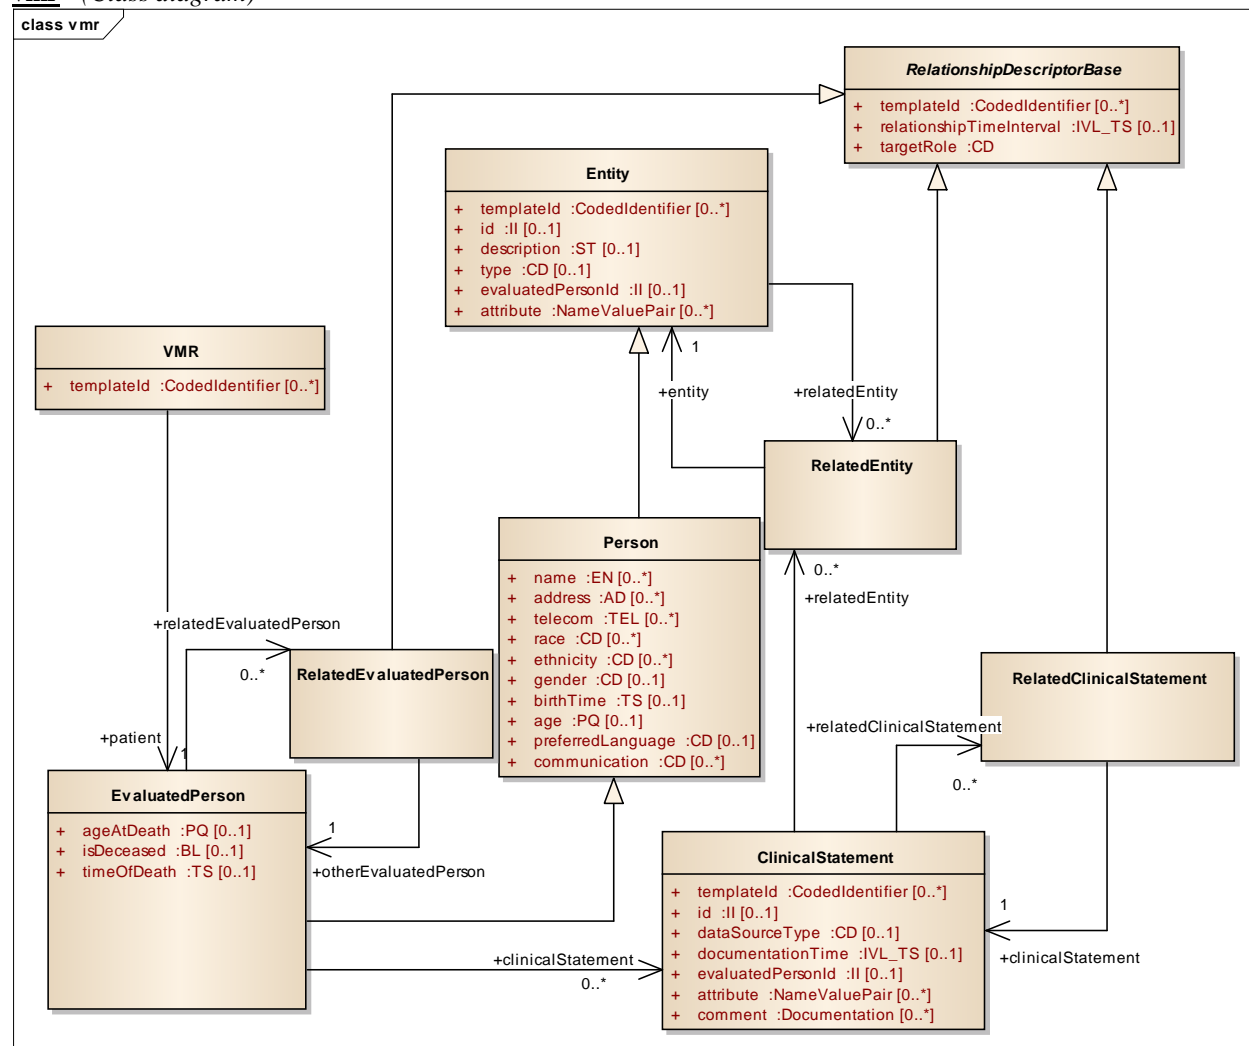 vmr (Class diagram)
class vmr
RelationshipDescriptorBase
+ templateId :CodedIdentifier [0..*]
+ relationshipTimeInterval :IVL_TS [0..1]
+ targetRole :CD
Entity
+ templateId :CodedIdentifier [0..*]
+ id :II [0..1]
+ description :ST [0..1]
+ type :CD [0..1]
+ evaluatedPersonId :II [0..1]
+ attribute :NameValuePair [0..*]
VMR
+ templateId :CodedIdentifier [0..*]
1
+entity
+relatedEntity
0..*
RelatedEntity
Person
+ name :EN [0..*]
+ address :AD [0..*]
+ telecom :TEL [0..*]
+ race :CD [0..*]
+ ethnicity :CD [0..*]
+ gender :CD [0..1]
+ birthTime :TS [0..1]
+ age :PQ [0..1]
+ preferredLanguage :CD [0..1]
+ communication :CD [0..*]
0..*
+relatedEntity
+relatedEvaluatedPerson
0..*
RelatedEvaluatedPerson
RelatedClinicalStatement
+relatedClinicalStatement
0..*
+patient
1
EvaluatedPerson
+ ageAtDeath :PQ [0..1]
+ isDeceased :BL [0..1]
+ timeOfDeath :TS [0..1]
1
+otherEvaluatedPerson
ClinicalStatement
+ templateId :CodedIdentifier [0..*]
+ id :II [0..1]
+ dataSourceType :CD [0..1]
+ documentationTime :IVL_TS [0..1]
+ evaluatedPersonId :II [0..1]
+ attribute :NameValuePair [0..*]
+ comment :Documentation [0..*]
1
+clinicalStatement
+clinicalStatement
0..*